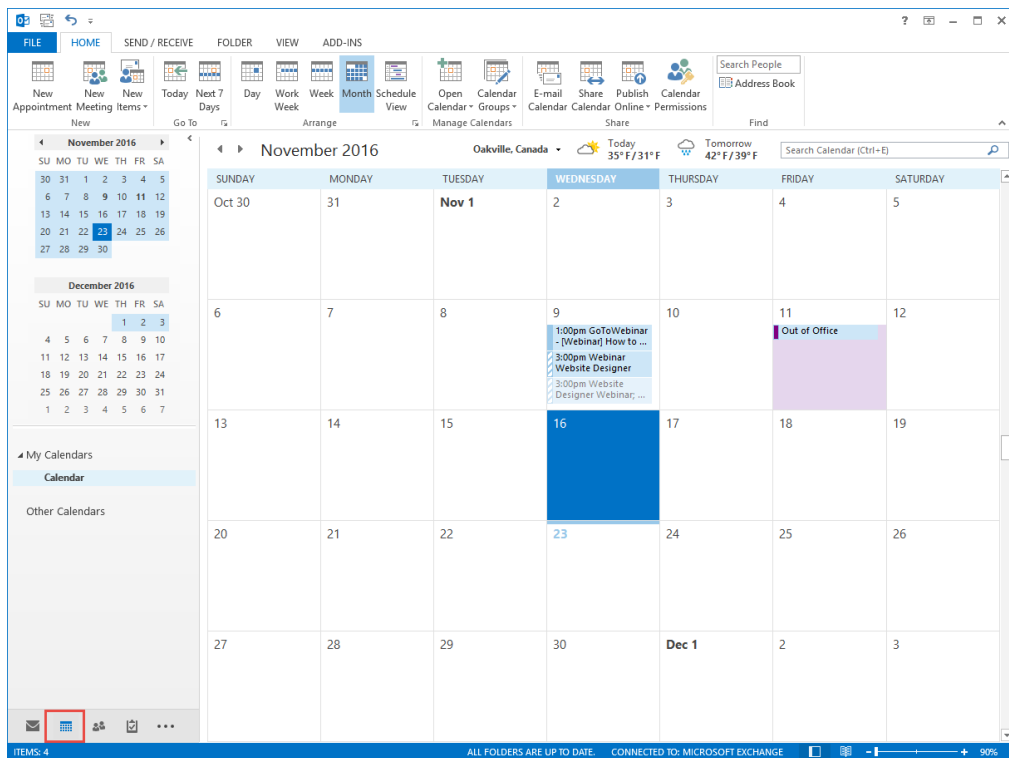 FILE HOME SEND / RECEIVE FOLDER VIEW ADD-INS
New Appointment
New Meeting
New Items
New
Today
Next 7 Days
Go To
Day
Work Week
Week
Month
Schedule View
Arrange
Open Calendar
Calendar Groups
Manage Calendars
E-mail Calendar
Share Calendar
Publish Online
Calendar Permissions
Share
Search People
Address Book
Find
November 2016
SU MO TU WE TH FR SA
30 31 1 2 3 4 5
6 7 8 9 10 11 12
13 14 15 16 17 18 19
20 21 22 23 24 25 26
27 28 29 30
December 2016
SU MO TU WE TH FR SA
1 2 3
4 5 6 7 8 9 10
11 12 13 14 15 16 17
18 19 20 21 22 23 24
25 26 27 28 29 30 31
1 2 3 4 5 6 7
My Calendars
Calendar
Other Calendars
November 2016
Oakville, Canada
Today
35°F/31°F
Tomorrow
42°F/39°F
Search Calendar (Ctrl+E)
SUNDAY MONDAY TUESDAY WEDNESDAY THURSDAY FRIDAY SATURDAY
Oct 30 31 Nov 1 2 3 4 5
6 7 8 9 10 11 12
1:00pm GoToWebinar
- [Webinar] How to ...
3:00pm Webinar
Website Designer
3:00pm Website
Designer Webinar; ...
Out of Office
13 14 15 16 17 18 19
20 21 22 23 24 25 26
27 28 29 30 Dec 1 2 3
ITEMS: 4 ALL FOLDERS ARE UP TO DATE. CONNECTED TO: MICROSOFT EXCHANGE 90%